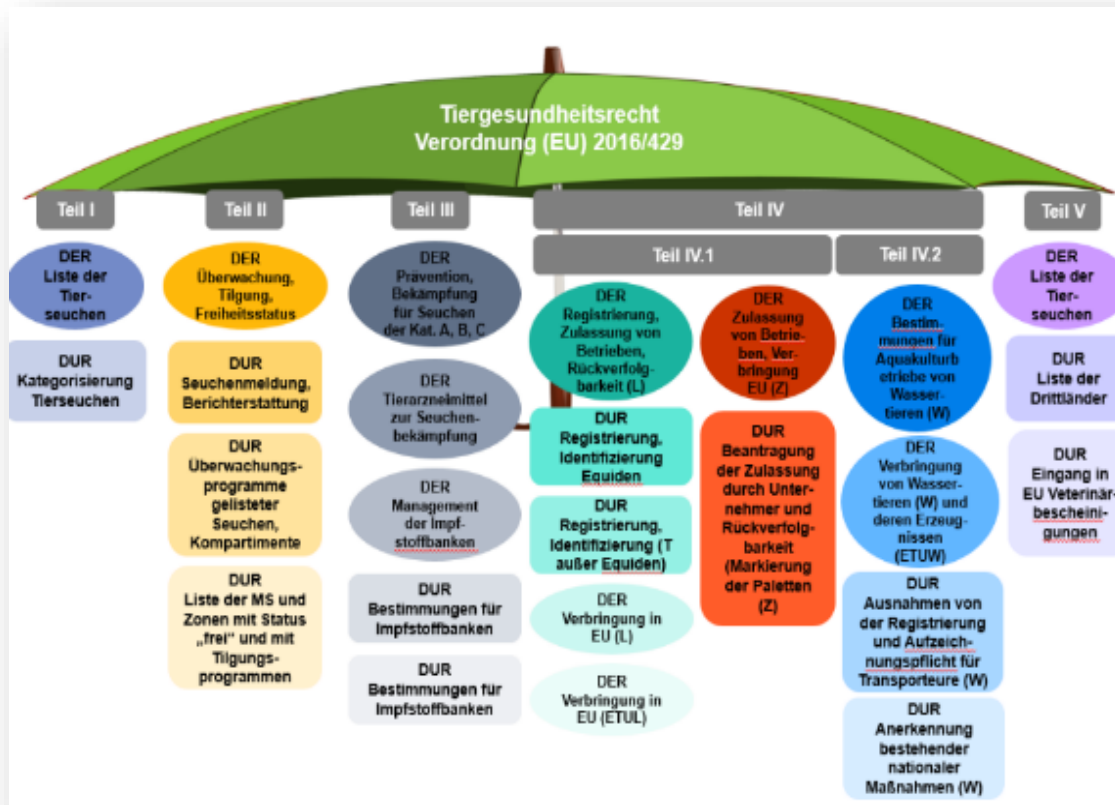 Tiergesundheitsrecht
Verordnung (EU) 2016/429
Teil I
DER
Liste der
Tier-
seuchen
DUR
Kategorisierung
Tierseuchen
Teil II
DER
Überwachung,
Tilgung,
Freiheitsstatus
DUR
Seuchenmeldung,
Berichterstattung
DUR
Überwachungs-
programme
gelisteter
Seuchen,
Kompartimente
DUR
Liste der MS und
Zonen mit Status
„frei“ und mit
Tilgungs-
programmen
Teil III
DER
Prävention,
Bekämpfung
für Seuchen
der Kat. A, B, C
DER
Tierarzneimittel
zur Seuchen-
bekämpfung
DER
Management
der Impf-
stoffbanken
DUR
Bestimmungen für
Impfstoffbanken
DUR
Bestimmungen für
Impfstoffbanken
Teil IV
Teil IV.1
DER
Registrierung,
Zulassung von
Betrieben,
Rückverfolg-
barkeit (L)
DUR
Registrierung,
Identifizierung
Equiden
DUR
Registrierung,
Identifizierung (T
außer Equiden)
DER
Verbringung in
EU (L)
DER
Verbringung in
EU (ETUL)
DER
Zulassung
von Betrie-
ben, Ver-
bringung
EU (Z)
DUR
Beantragung
der Zulassung
durch Unter-
nehmer und
Rückverfolg-
barkeit
(Markierung
der Paletten
(Z)
Teil IV.2
DER
Bestim-
mungen für
Aquakulturb
etriebe von
Wasser-
tieren (W)
DER
Verbringung
von Wasser-
tieren (W) und
deren Erzeug-
nissen
(ETUW)
DUR
Ausnahmen von
der Registrierung
und Aufzeich-
nungspflicht für
Transporteure (W)
DUR
Anerkennung
bestehender
nationaler
Maßnahmen (W)
Teil V
DER
Liste der
Tier-
seuchen
DUR
Liste der
Drittländer
DUR
Eingang in
EU Veterinär-
bescheini-
gungen